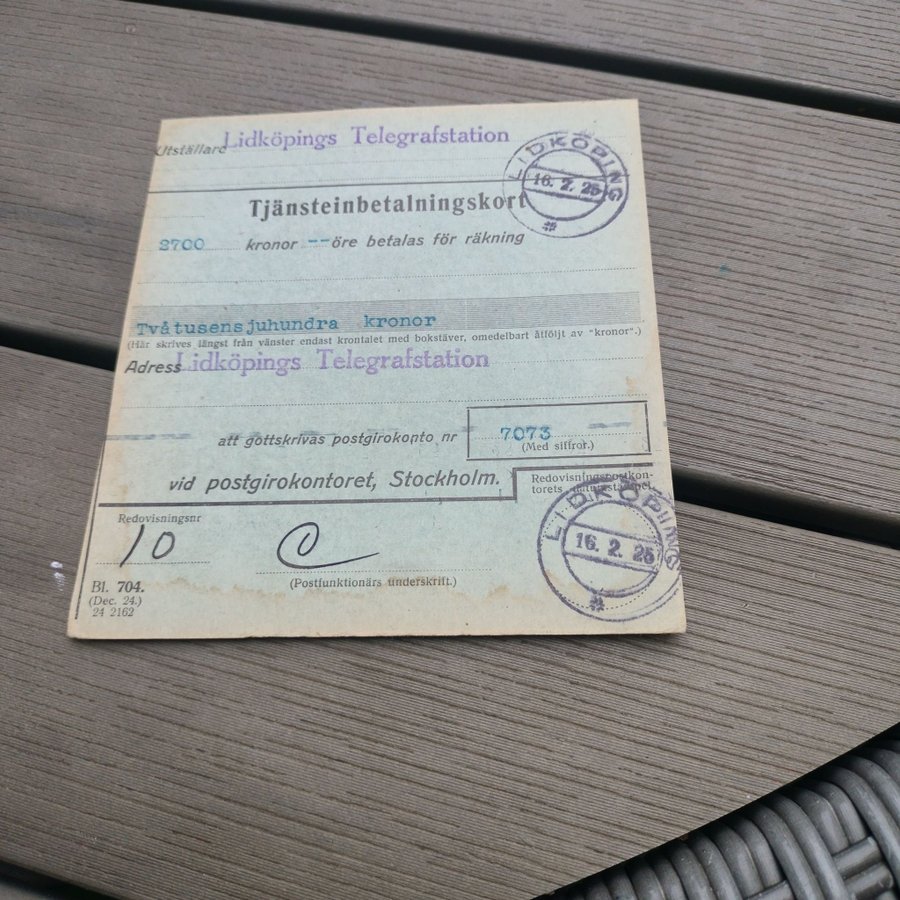 Utställare Lidköpings Telegrafstation
LIDKÖPING
16. 2. 25
Tjänsteinbetalningskort
2700 kronor -- öre betalas för räkning
Tvåtusensjuhundra kronor
(Här skrives längst från vänster endast krontalet med bokstäver, omedelbart åtföljt av "kronor".)
Adress Lidköpings Telegrafstation
att gottskrivas postgirokonto nr 7073
(Med siffror.)
vid postgirokontoret, Stockholm.
Redovisningspostkon-
torets
LIDKÖPING
16. 2. 25
Redovisningsnr
10
(Postfunktionärs underskrift.)
Bl. 704.
(Dec. 24.)
24 2162